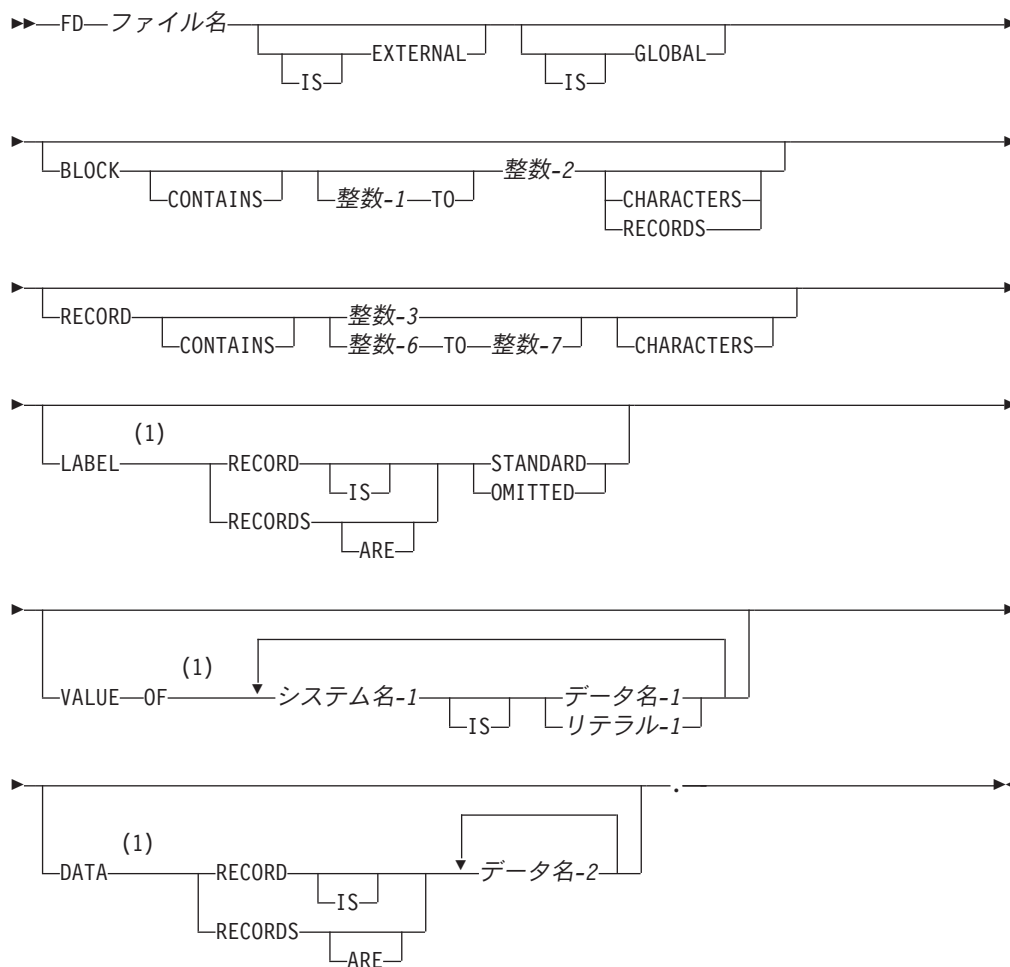 FD ファイル名
EXTERNAL GLOBAL
IS IS
BLOCK 整数-2
CONTAINS 整数-1 TO CHARACTERS
RECORDS
RECORD 整数-3
CONTAINS 整数-6 TO 整数-7 CHARACTERS
(1)
LABEL RECORD STANDARD
IS OMITTED
RECORDS
ARE
(1)
VALUE OF システム名-1 データ名-1
IS リテラル-1
.
(1)
DATA RECORD データ名-2
IS
RECORDS
ARE